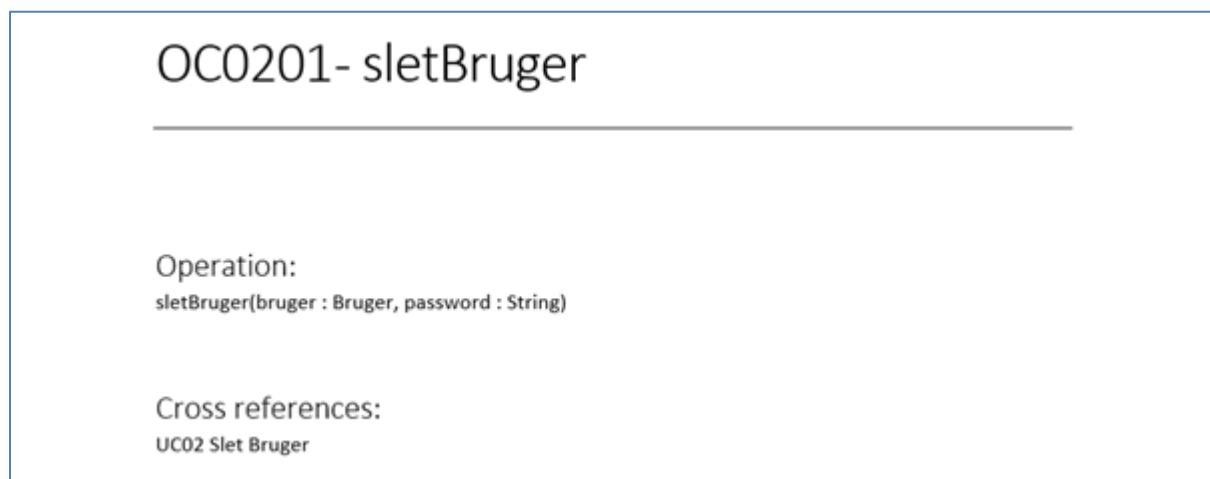 OC0201- sletBruger
Operation:
sletBruger(bruger : Bruger, password : String)
Cross references:
UC02 Slet Bruger